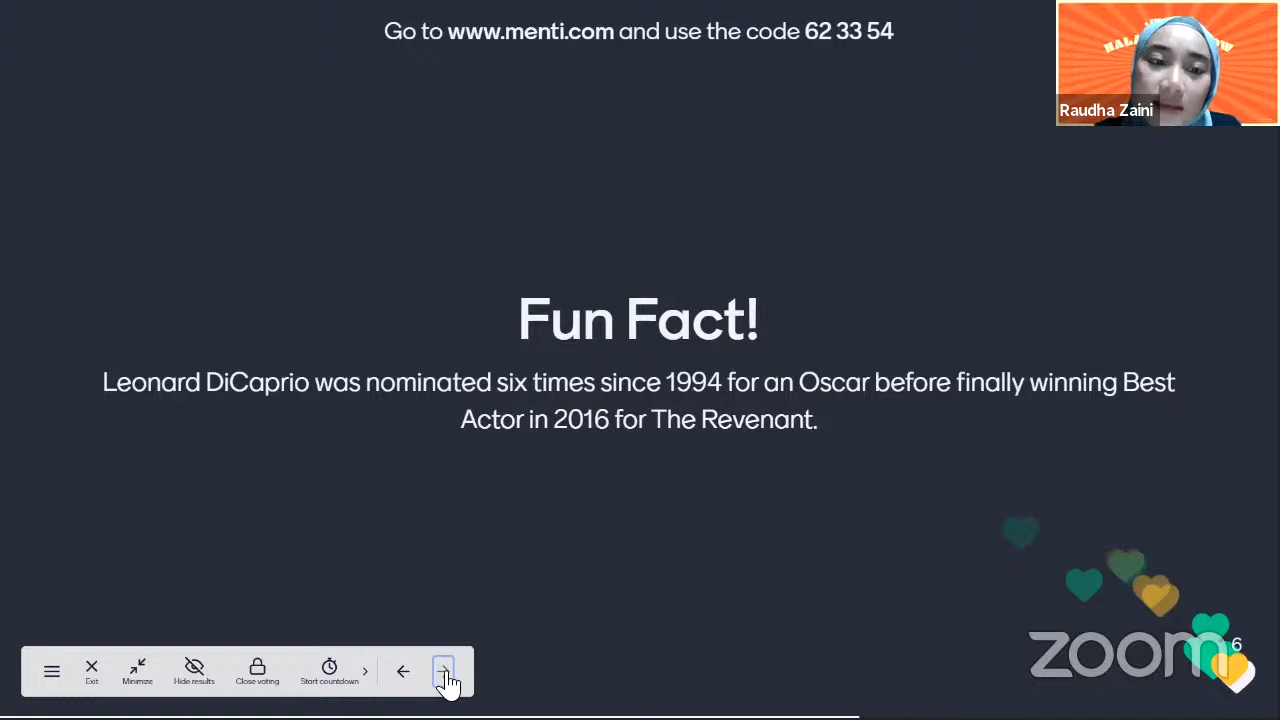 Go to www.menti.com and use the code 62 33 54
Raudha Zaini
Fun Fact!
Leonard DiCaprio was nominated six times since 1994 for an Oscar before finally winning Best
Actor in 2016 for The Revenant.
zoom
6
Exit
Minimize
Hide results
Close voting
Start countdown